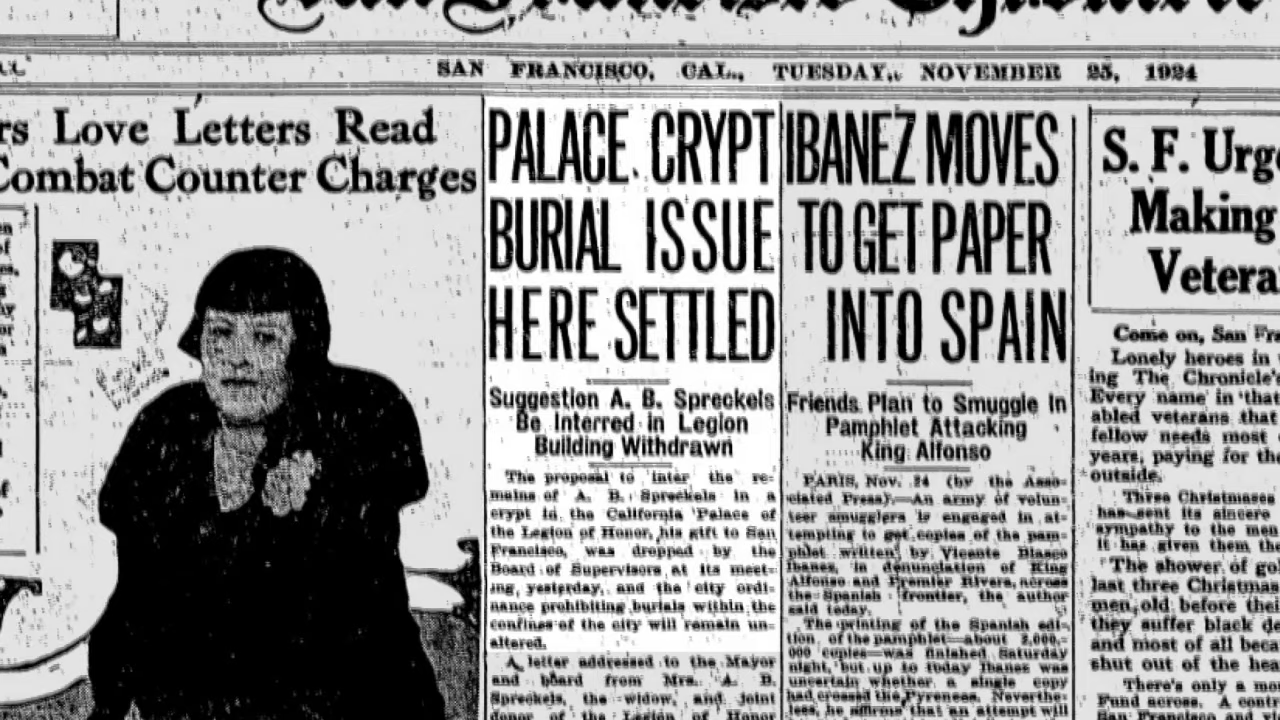 SAN FRANCISCO, CAL., TUESDAY, NOVEMBER 25, 1924
rs Love Letters Read
Combat Counter Charges
PALACE CRYPT
BURIAL ISSUE
HERE SETTLED
Suggestion A. B. Spreckels
Be Interred in Legion
Building Withdrawn
The proposal to inter the re-
mains of A. B. Spreckels in a
crypt in the California Palace of
the Legion of Honor, his gift to San
Francisco, was dropped by the
Board of Supervisors at its meet-
ing yesterday, and the city ordi-
nance prohibiting burials within the
confines of the city will remain un-
altered.
A letter addressed to the Mayor
and board from Mrs. A. B.
Spreckels, the widow, and joint
donor of the Legion of Honor
IBANEZ MOVES
TO GET PAPER
INTO SPAIN
Friends Plan to Smuggle In
Pamphlet Attacking
King Alfonso
PARIS, Nov. 24 (by the Asso-
ciated Press).—An army of volun-
teer smugglers is engaged in at-
tempting to get copies of the pam-
phlet written by Vicente Blasco
Ibanez, in denunciation of King
Alfonso and Premier Rivera, across
the Spanish frontier, the author
said today.
The printing of the Spanish edi-
tion of the pamphlet—about 2,000,-
000 copies—was finished Saturday
night, but up to today Ibanez was
uncertain whether a single copy
had crossed the Pyrenees. Neverthe-
less, he affirms that an attempt will
S. F. Urge
Making
Vetera
Come on, San Fra
Lonely heroes in
ing The Chronicle's
Every name in that
abled veterans that
fellow needs most
years, paying for the
outside.
Three Christmases
has sent its sincere
sympathy to the men
it has given them the
The shower of gol
last three Christmas
men, old before thei
they suffer black de
and most of all beca
shut out of the hea
There's only a mo
Fund across. A contri
San Francisco and